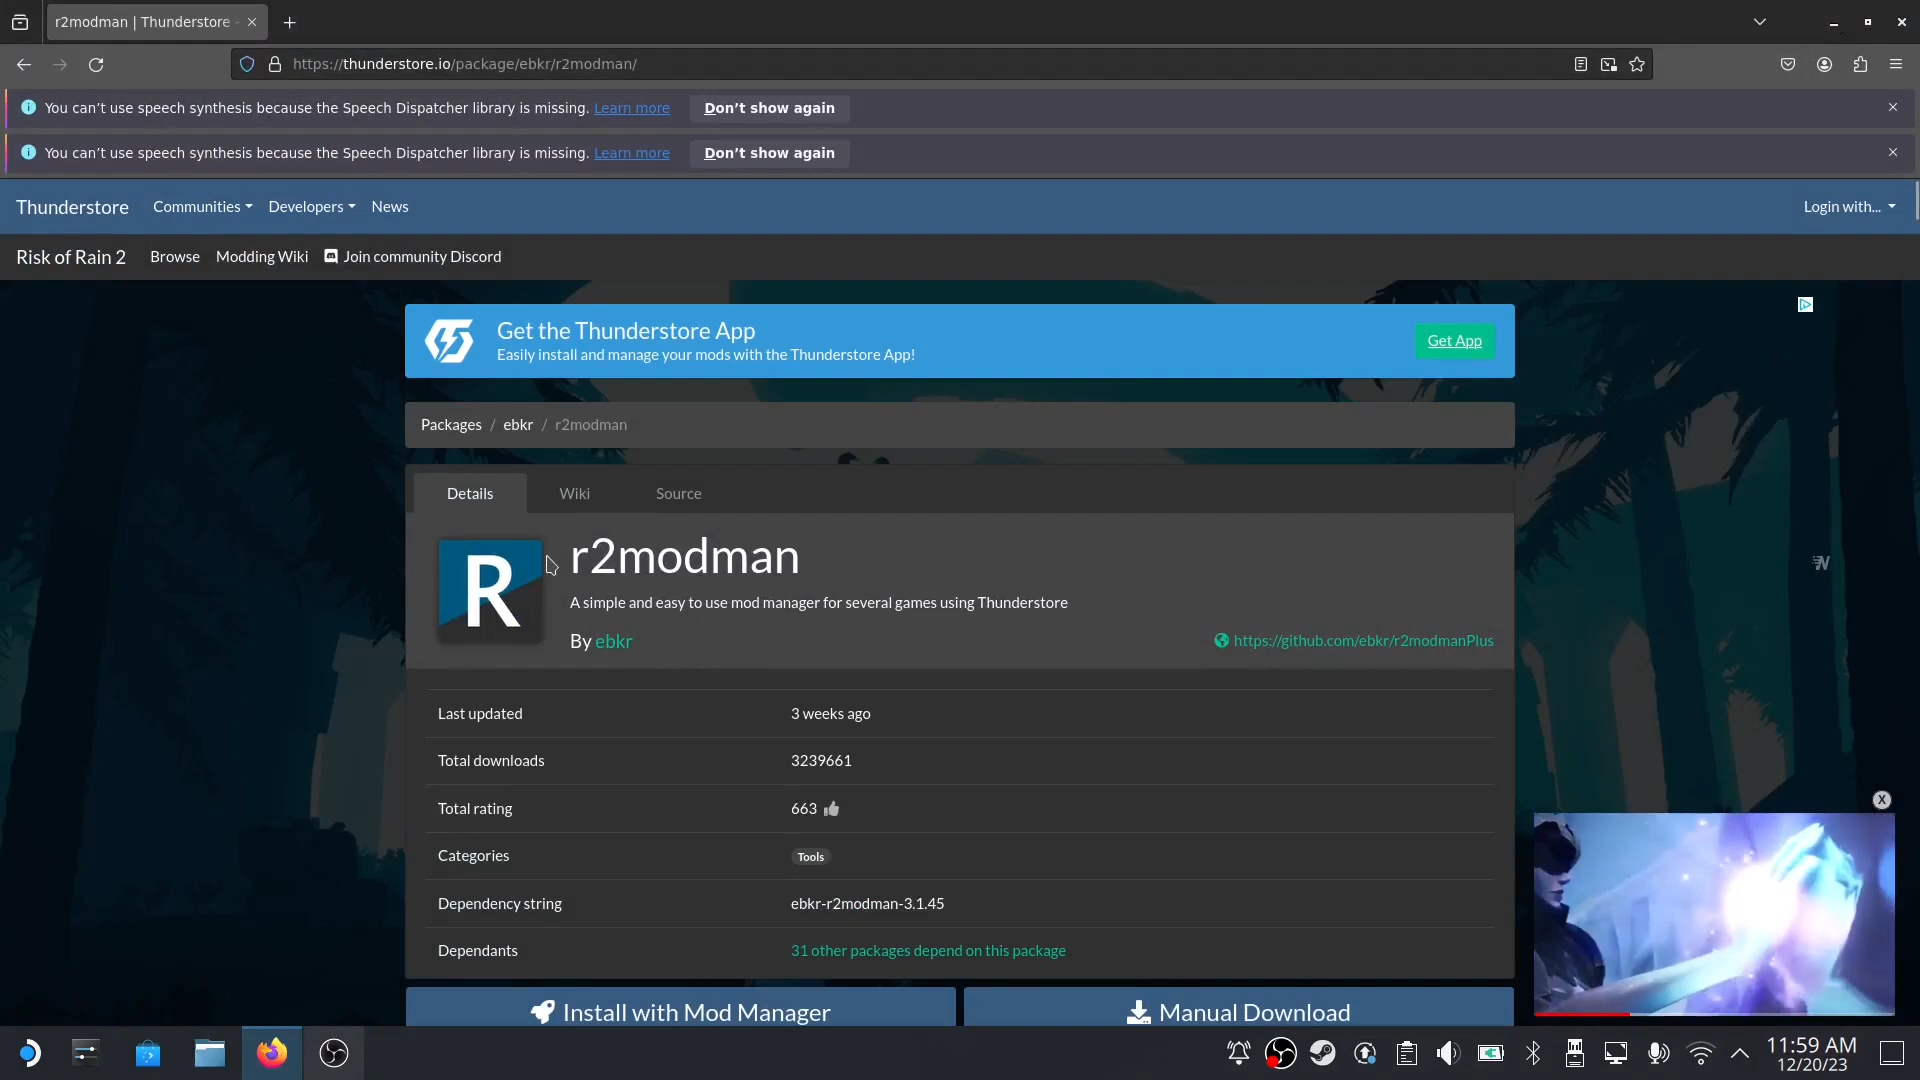 r2modman | Thunderstore
https://thunderstore.io/package/ebkr/r2modman/
You can't use speech synthesis because the Speech Dispatcher library is missing. Learn more Don't show again
You can't use speech synthesis because the Speech Dispatcher library is missing. Learn more Don't show again
Thunderstore Communities Developers News Login with...
Risk of Rain 2 Browse Modding Wiki Join community Discord
Get the Thunderstore App
Easily install and manage your mods with the Thunderstore App!
Get App
Packages / ebkr / r2modman
Details Wiki Source
R
r2modman
A simple and easy to use mod manager for several games using Thunderstore
By ebkr https://github.com/ebkr/r2modmanPlus
Last updated 3 weeks ago
Total downloads 3239661
Total rating 663
Categories Tools
Dependency string ebkr-r2modman-3.1.45
Dependants 31 other packages depend on this package
X
Install with Mod Manager Manual Download
11:59 AM
12/20/23